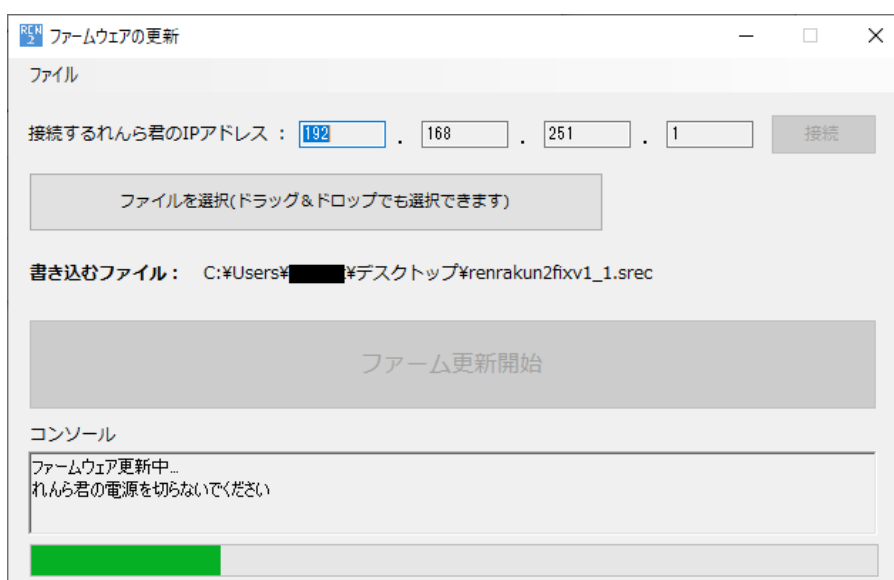 REN
2
ファームウェアの更新
ファイル
接続するれんら君のIPアドレス : 192 . 168 . 251 . 1 接続
ファイルを選択(ドラッグ&ドロップでも選択できます)
書き込むファイル: C:¥Users¥ ¥デスクトップ¥renrakun2fixv1_1.srec
ファーム更新開始
コンソール
ファームウェア更新中...
れんら君の電源を切らないでください